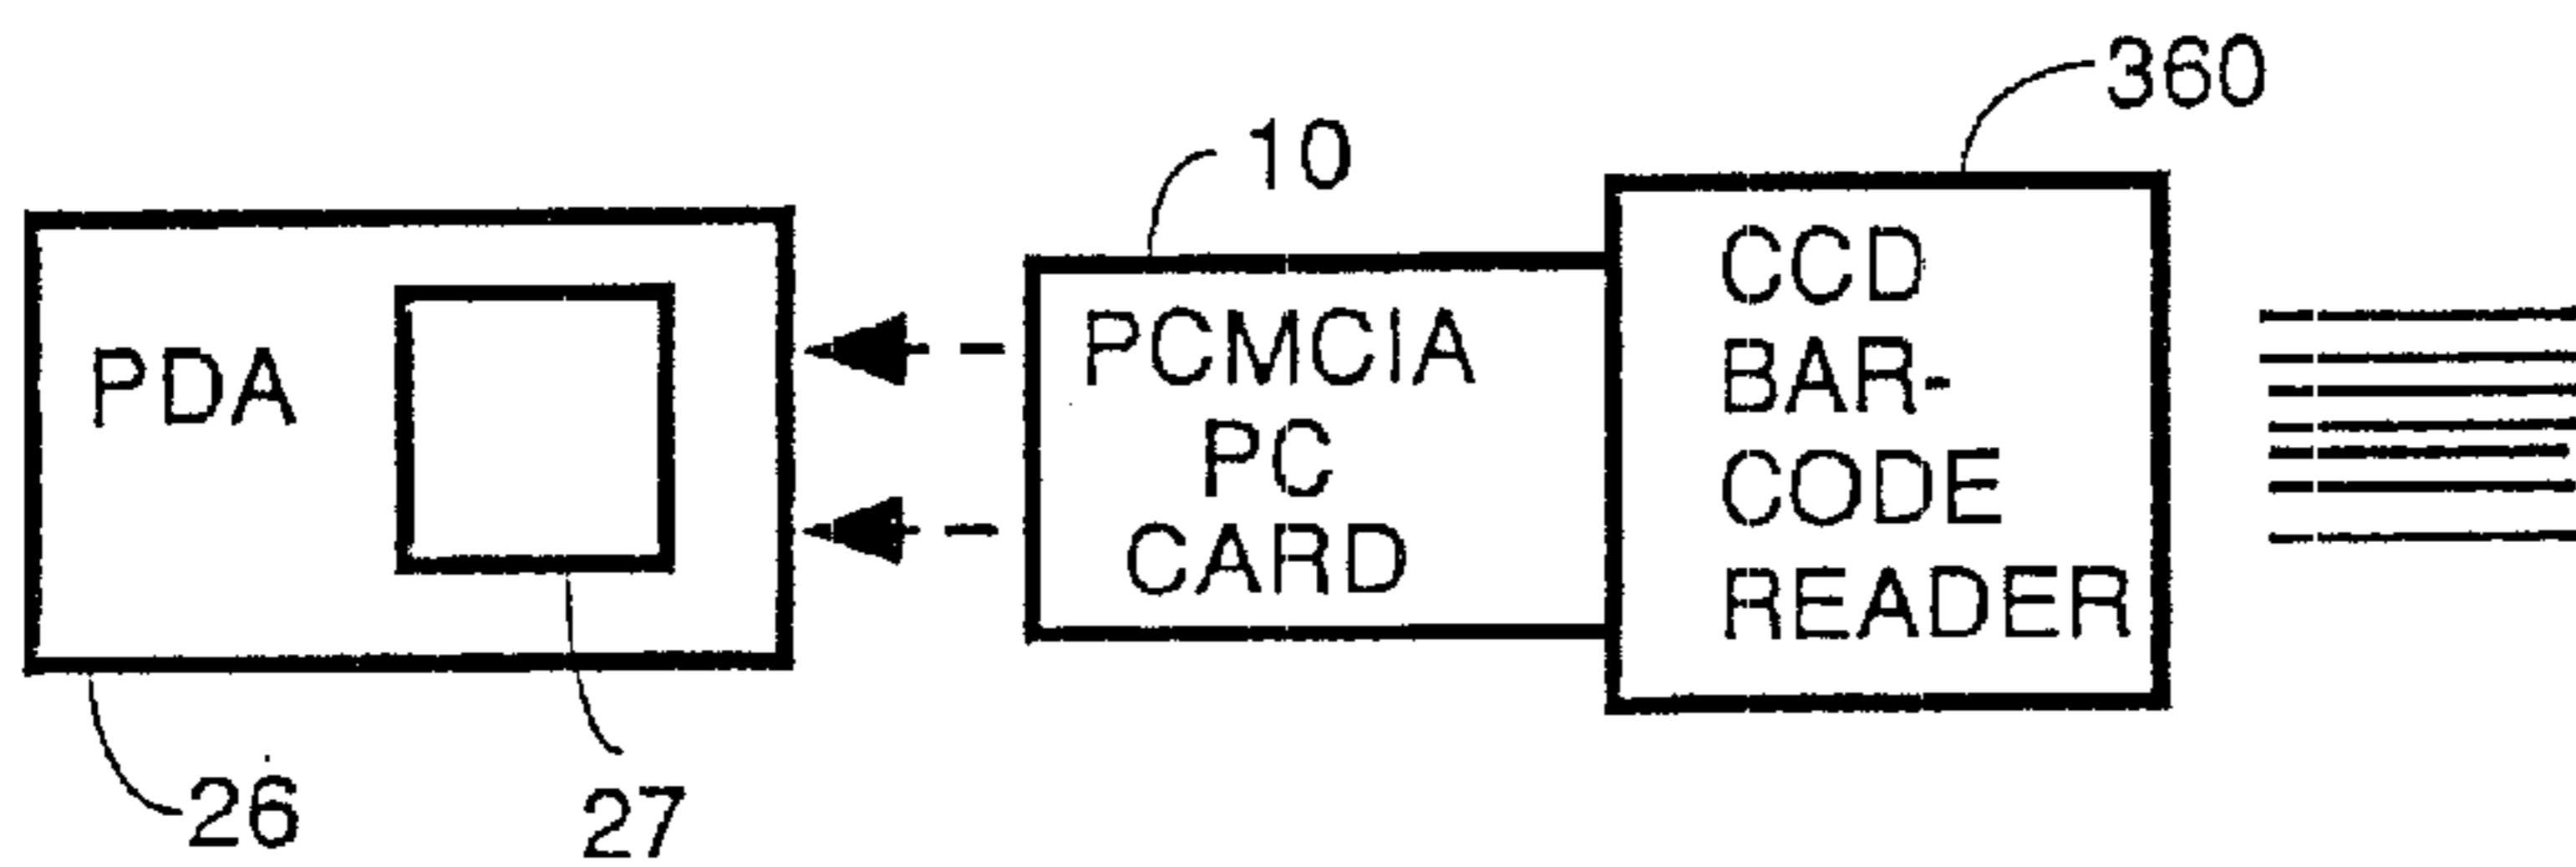 360
10
PDA
PCMCIA
PC
CARD
CCD
BAR-
CODE
READER
26
27